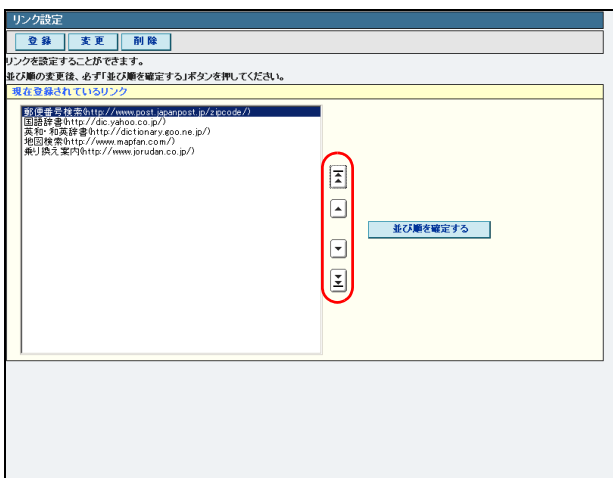 リンク設定
登 録 変 更 削 除
リンクを設定することができます。
並び順の変更後、必ず「並び順を確定する」ボタンを押してください。
現在登録されているリンク
郵便番号検索(http://www.post.japanpost.jp/zipcode/)
国語辞書(http://dic.yahoo.co.jp/)
英和・和英辞書(http://dictionary.goo.ne.jp/)
地図検索(http://www.mapfan.com/)
乗り換え案内(http://www.jorudan.co.jp/)
並び順を確定する